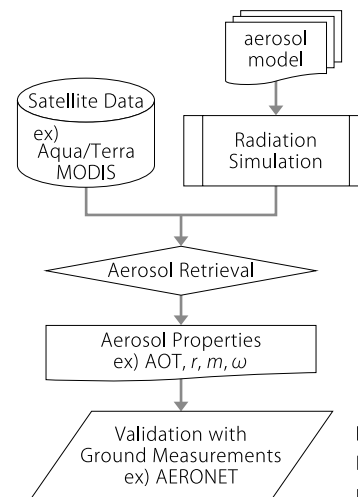 aerosol
model
Satellite Data
ex)
Aqua/Terra
MODIS
Radiation
Simulation
Aerosol Retrieval
Aerosol Properties
ex) AOT, r, m, ω
Validation with
Ground Measurements
ex) AERONET